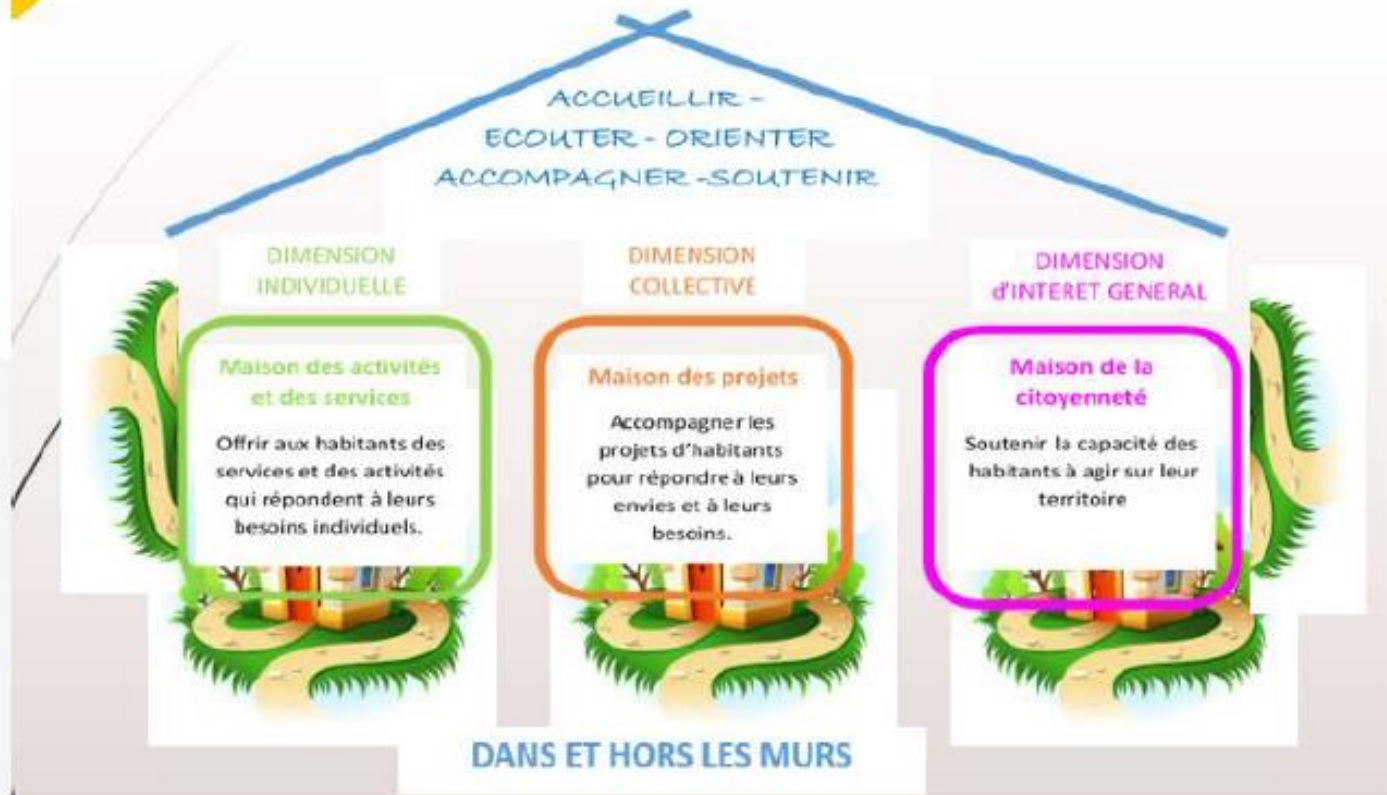 ACCUEILLIR -
ECOUTER - ORIENTER
ACCOMPAGNER -SOUTENIR
DIMENSION
INDIVIDUELLE
Maison des activités
et des services
Offrir aux habitants des
services et des activités
qui répondent à leurs
besoins individuels.
DIMENSION
COLLECTIVE
Maison des projets
Accompagner les
projets d'habitants
pour répondre à leurs
envies et à leurs
besoins.
DIMENSION
d'INTERET GENERAL
Maison de la
citoyenneté
Soutenir la capacité des
habitants à agir sur leur
territoire
DANS ET HORS LES MURS